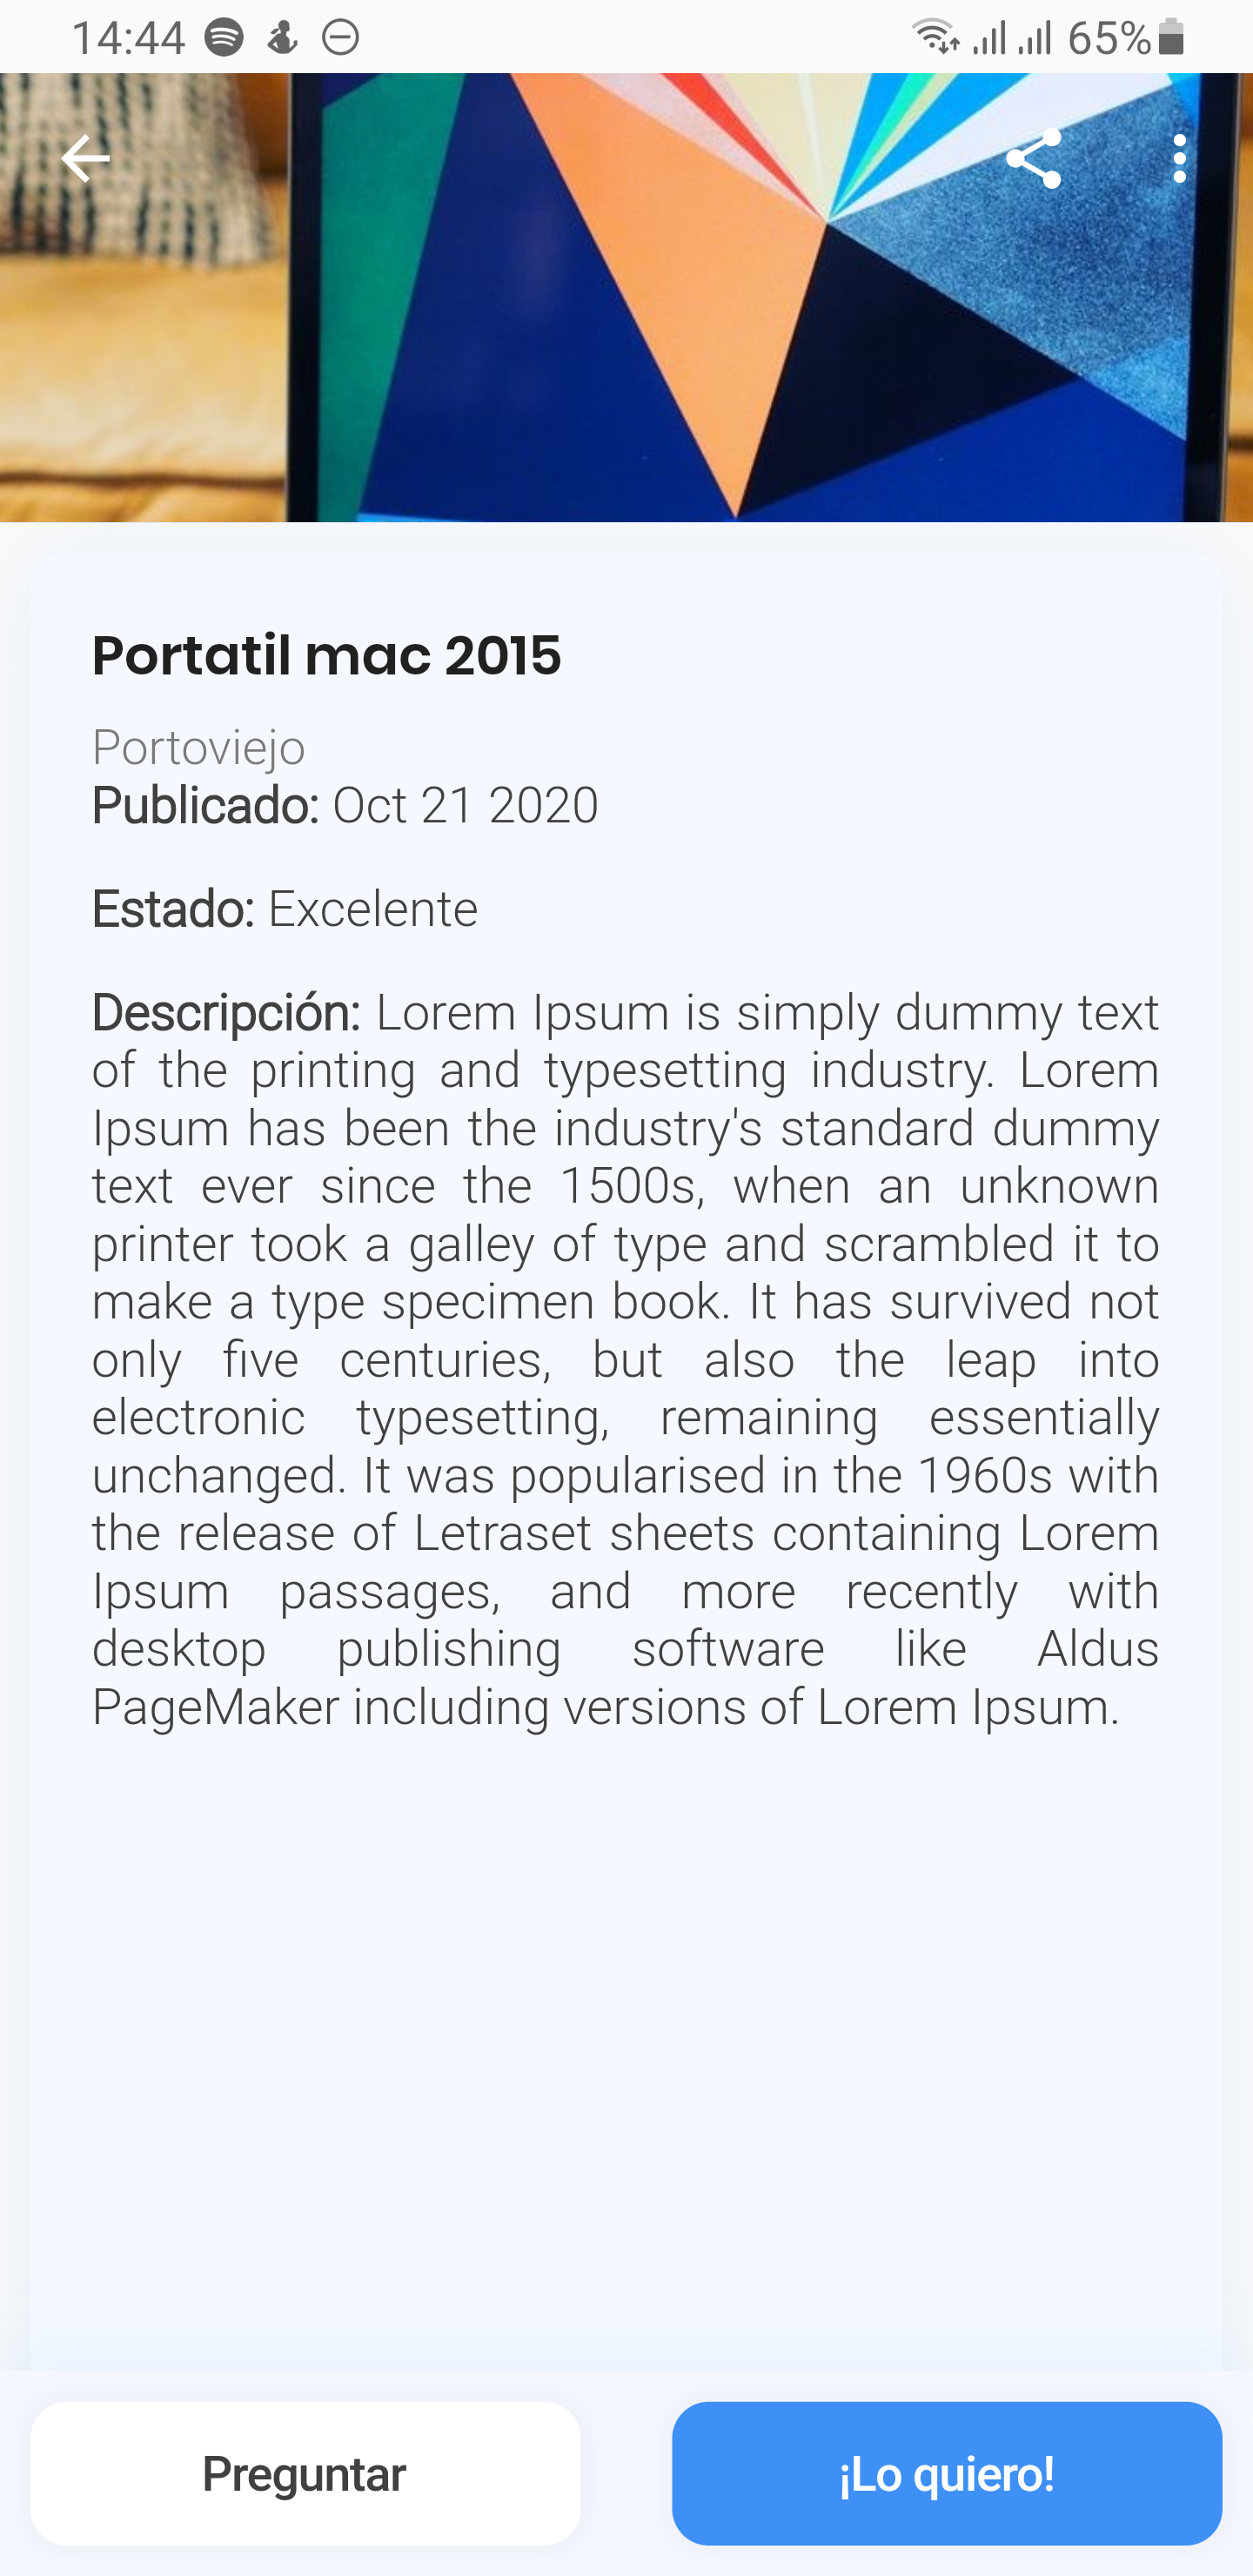 14:44
65%
Portatil mac 2015
Portoviejo
Publicado: Oct 21 2020
Estado: Excelente
Descripción: Lorem Ipsum is simply dummy text
of the printing and typesetting industry. Lorem
Ipsum has been the industry's standard dummy
text ever since the 1500s, when an unknown
printer took a galley of type and scrambled it to
make a type specimen book. It has survived not
only five centuries, but also the leap into
electronic typesetting, remaining essentially
unchanged. It was popularised in the 1960s with
the release of Letraset sheets containing Lorem
Ipsum passages, and more recently with
desktop publishing software like Aldus
PageMaker including versions of Lorem Ipsum.
Preguntar
¡Lo quiero!